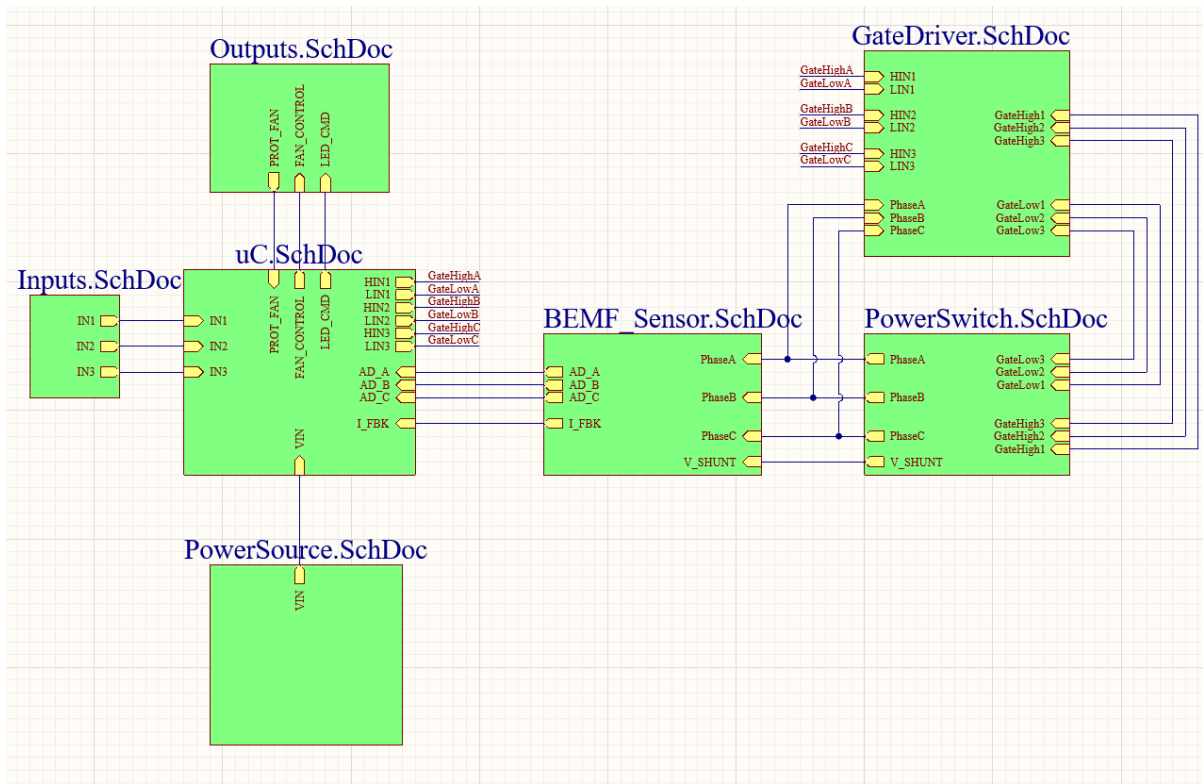 Outputs.SchDoc
PROT_FAN
FAN_CONTROL
LED_CMD
GateDriver.SchDoc
GateHighA
GateLowA
GateHighB
GateLowB
GateHighC
GateLowC
HIN1
LIN1
HIN2
LIN2
HIN3
LIN3
PhaseA
PhaseB
PhaseC
GateHigh1
GateHigh2
GateHigh3
GateLow1
GateLow2
GateLow3
Inputs.SchDoc
IN1
IN2
IN3
uC.SchDoc
IN1
IN2
IN3
PROT_FAN
FAN_CONTROL
LED_CMD
VIN
HIN1
LIN1
HIN2
LIN2
HIN3
LIN3
GateHighA
GateLowA
GateHighB
GateLowB
GateHighC
GateLowC
AD_A
AD_B
AD_C
I_FBK
BEMF_Sensor.SchDoc
AD_A
AD_B
AD_C
I_FBK
PhaseA
PhaseB
PhaseC
V_SHUNT
PowerSwitch.SchDoc
PhaseA
PhaseB
PhaseC
V_SHUNT
GateLow3
GateLow2
GateLow1
GateHigh3
GateHigh2
GateHigh1
PowerSource.SchDoc
VIN